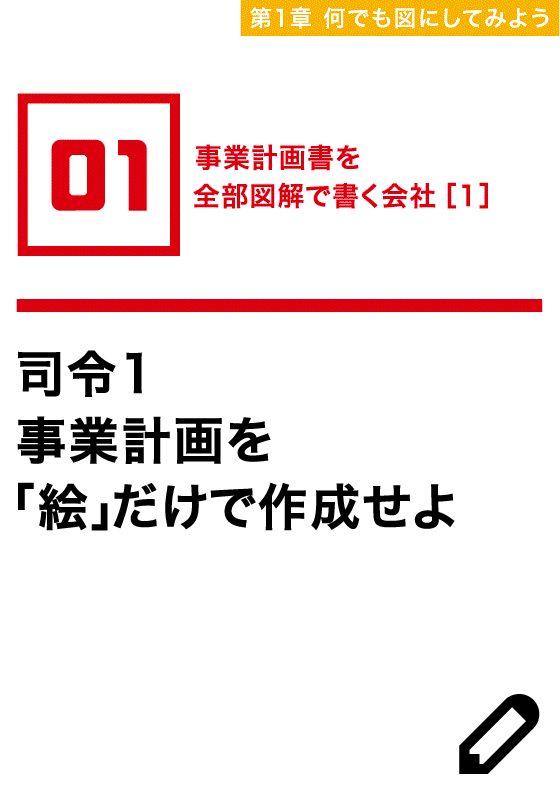 第1章 何でも図にしてみよう
01
事業計画書を
全部図解で書く会社［1］
司令1
事業計画を
「絵」だけで作成せよ